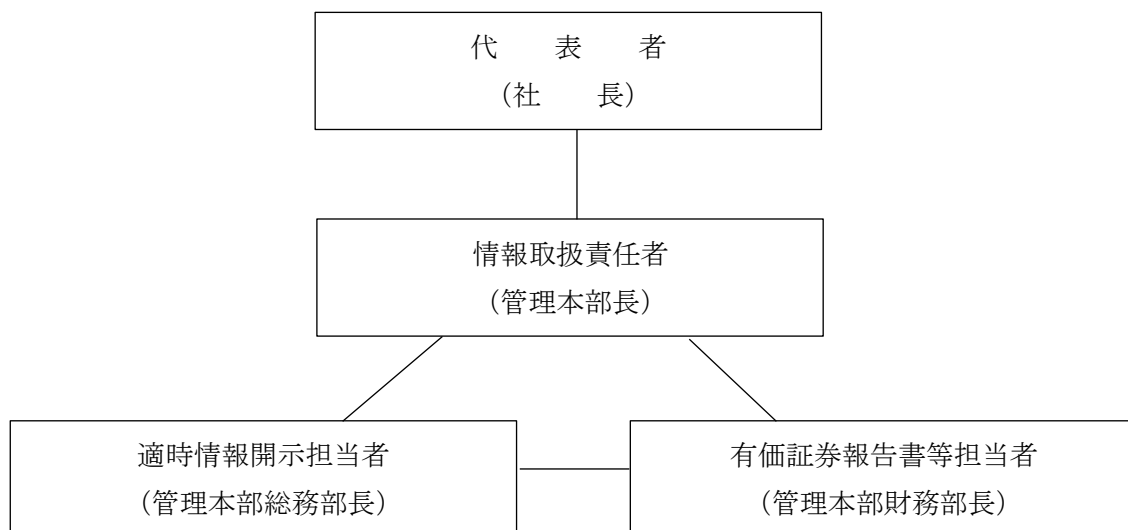 代　　表　　者
（社　　長）
情報取扱責任者
（管理本部長）
適時情報開示担当者
（管理本部総務部長）
有価証券報告書等担当者
（管理本部財務部長）